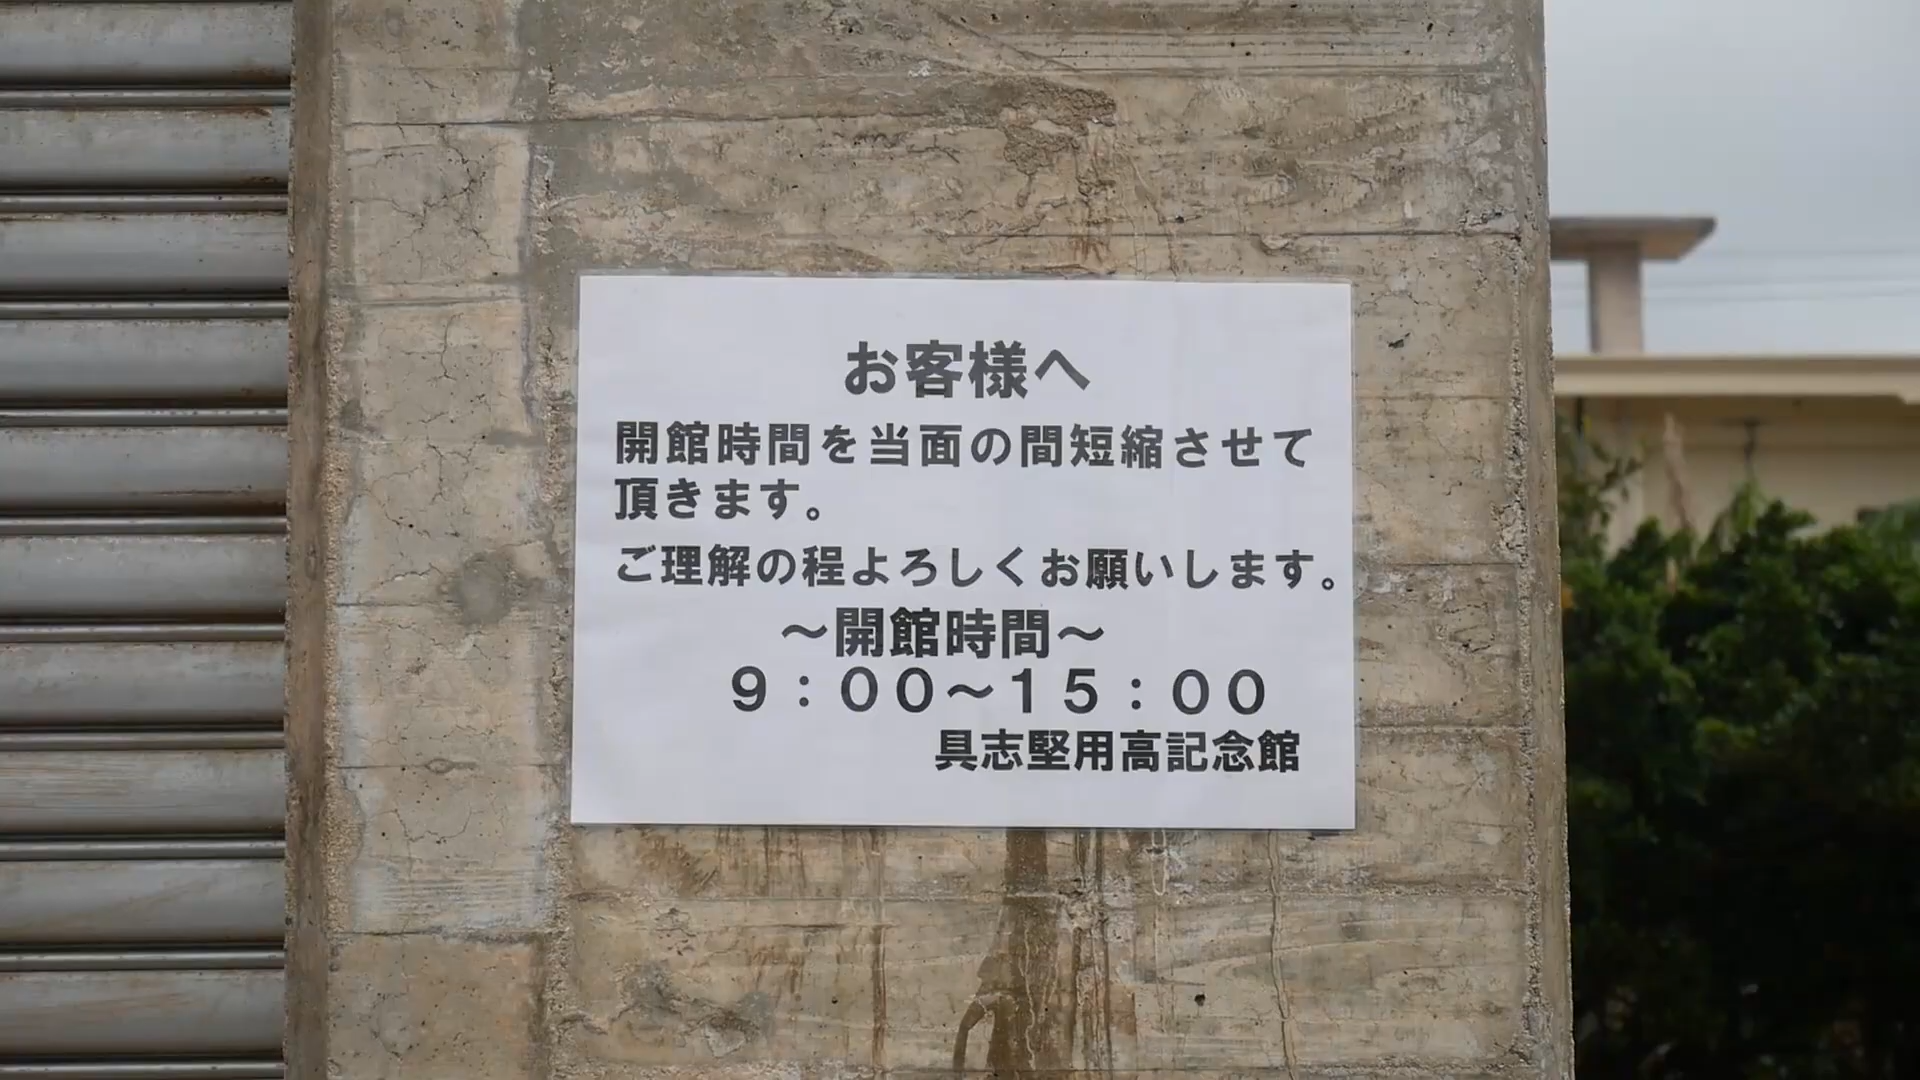 お客様へ
開館時間を当面の間短縮させて
頂きます。
ご理解の程よろしくお願いします。
～開館時間～
９：００～１５：００
具志堅用高記念館